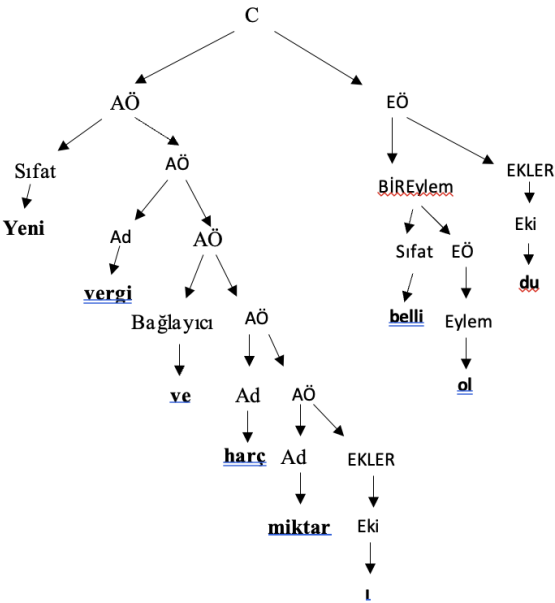 C
AÖ EÖ
Sıfat AÖ BİREylem EKLER
Yeni Ad AÖ Sıfat EÖ Eki
vergi Bağlayıcı AÖ belli Eylem du
ve Ad AÖ ol
harç Ad EKLER
miktar Eki
ı